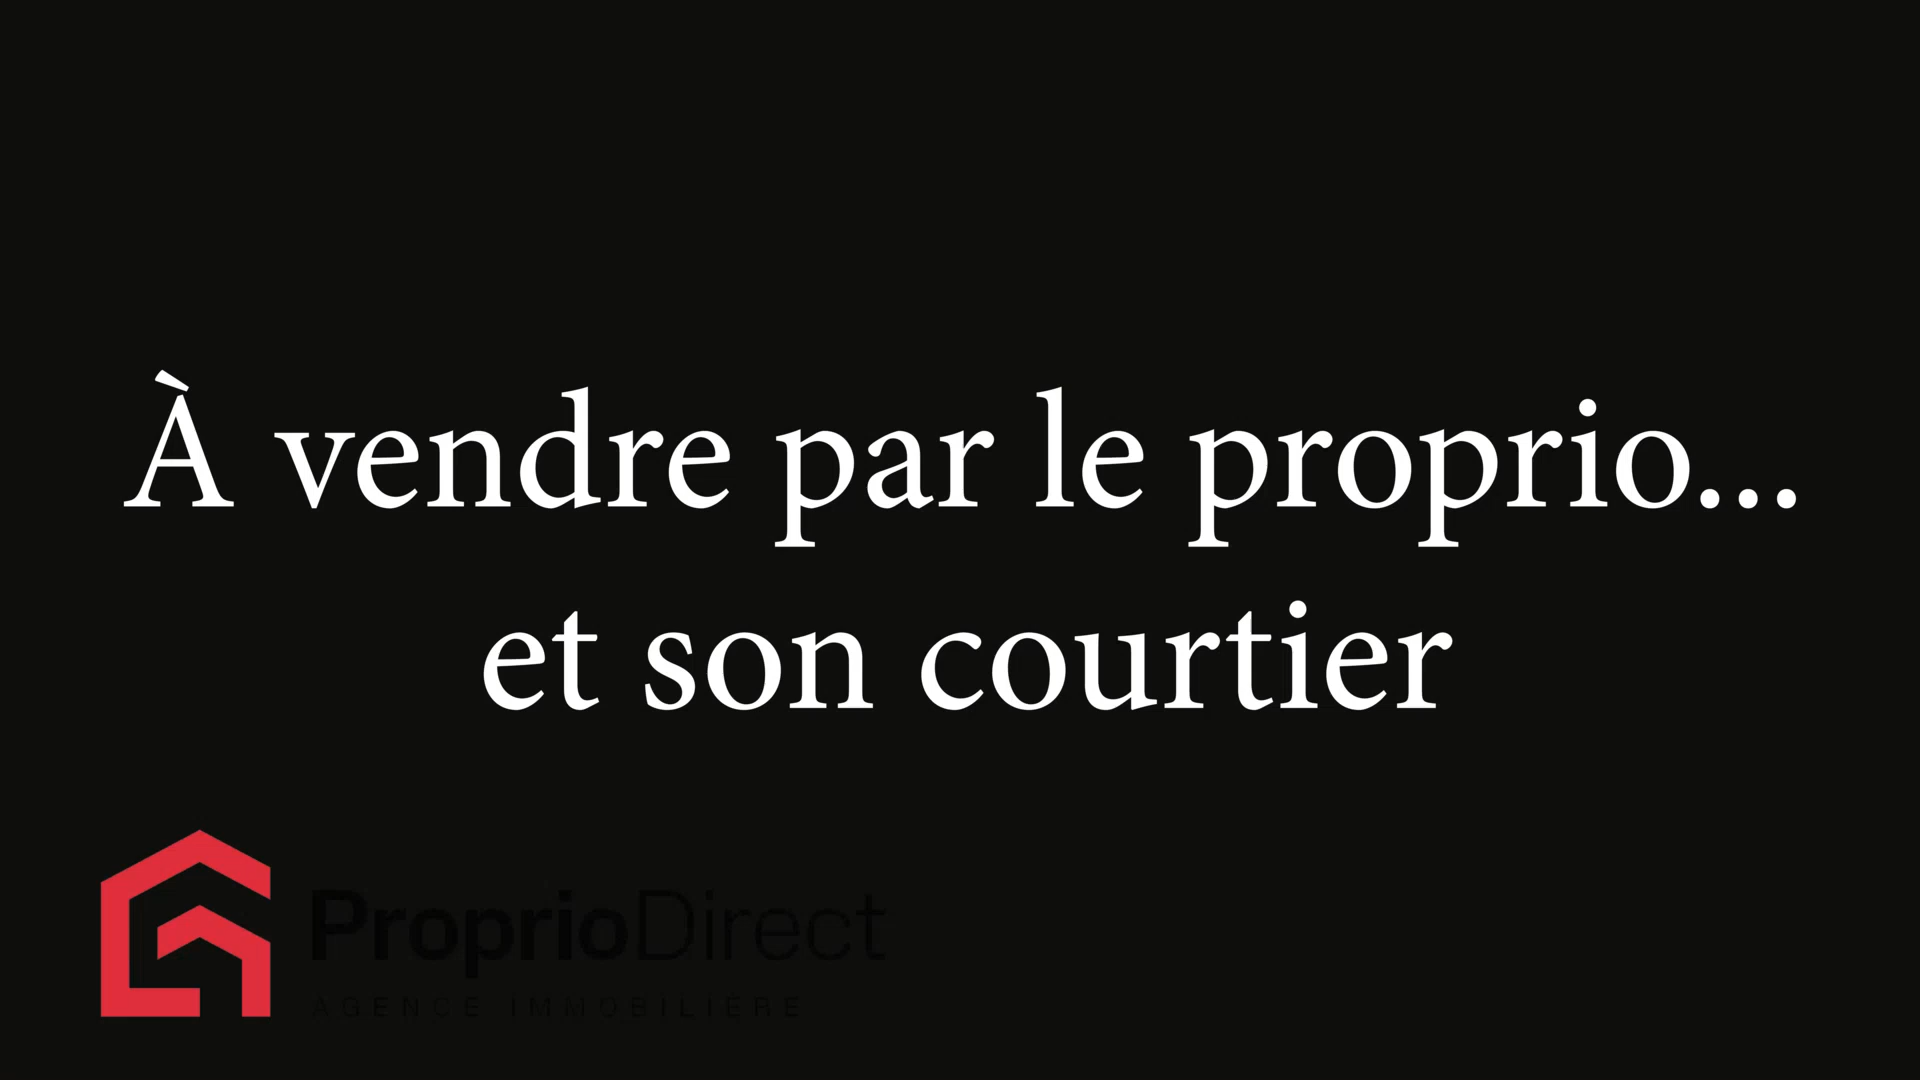 À vendre par le proprio...
et son courtier
ProprioDirect
AGENCE IMMOBILIÈRE